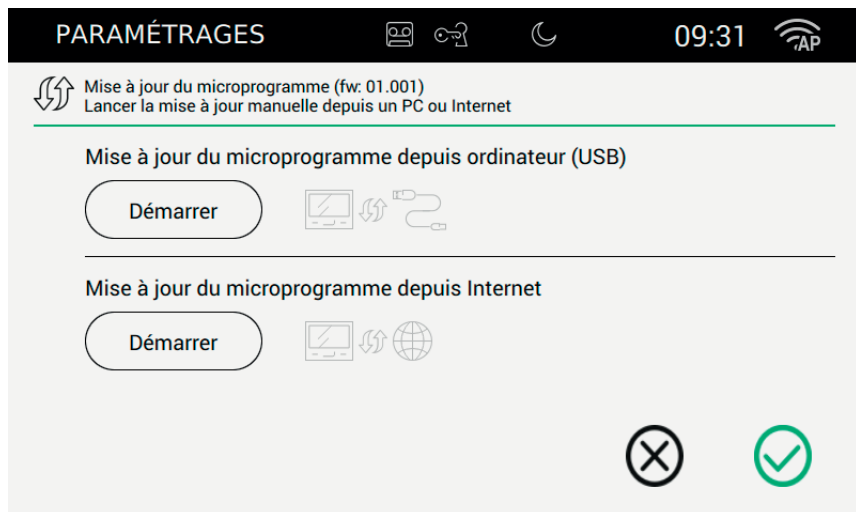 PARAMÉTRAGES 09:31 AP
Mise à jour du microprogramme (fw: 01.001)
Lancer la mise à jour manuelle depuis un PC ou Internet
Mise à jour du microprogramme depuis ordinateur (USB)
Démarrer
Mise à jour du microprogramme depuis Internet
Démarrer